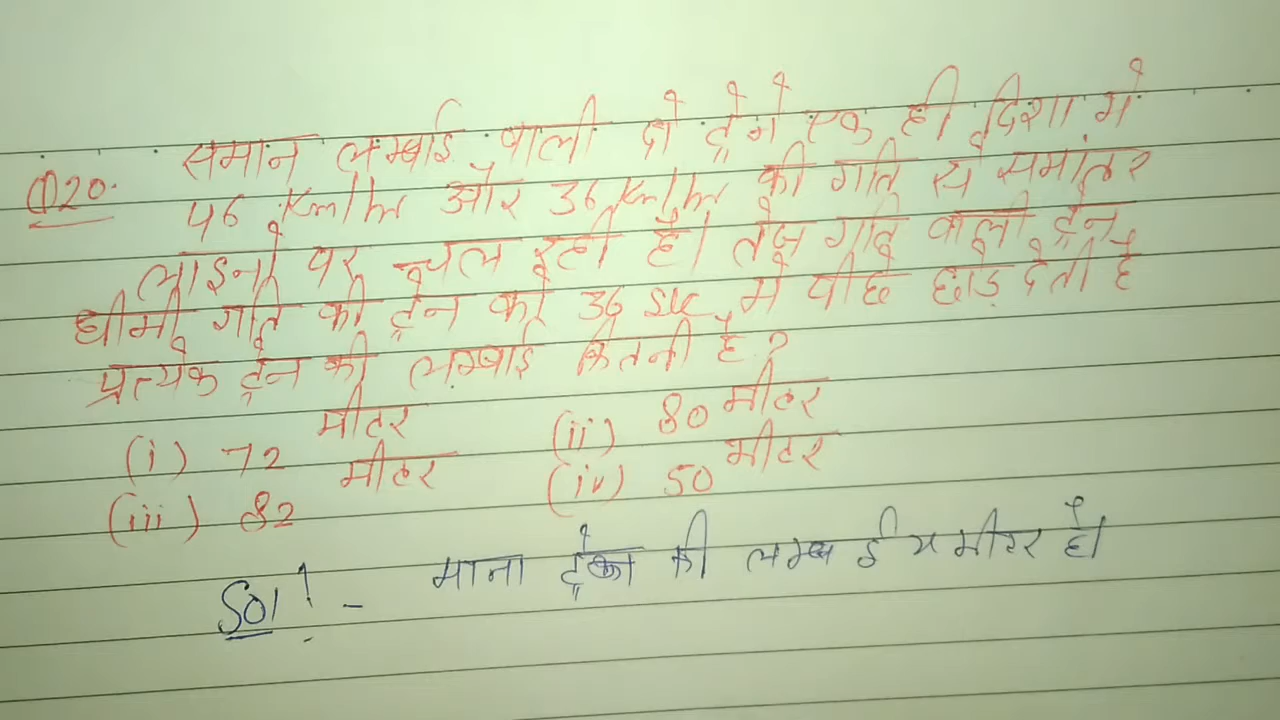 Q20. समान लम्बाई वाली दो ट्रेने एक ही दिशा मे
46 Km/hr और 36 Km/hr की गति से समांतर
लाइनो पर चल रही है। तेज गति वाली ट्रेन
धीमी गति की ट्रेन को 36 sec मे पीछे छोड़ देती है
प्रत्येक ट्रेन की लम्बाई कितनी है?
(i) 72 मीटर (ii) 80 मीटर
(iii) 82 मीटर (iv) 50 मीटर
Sol! - माना की लम्ब ई x मीटर है।